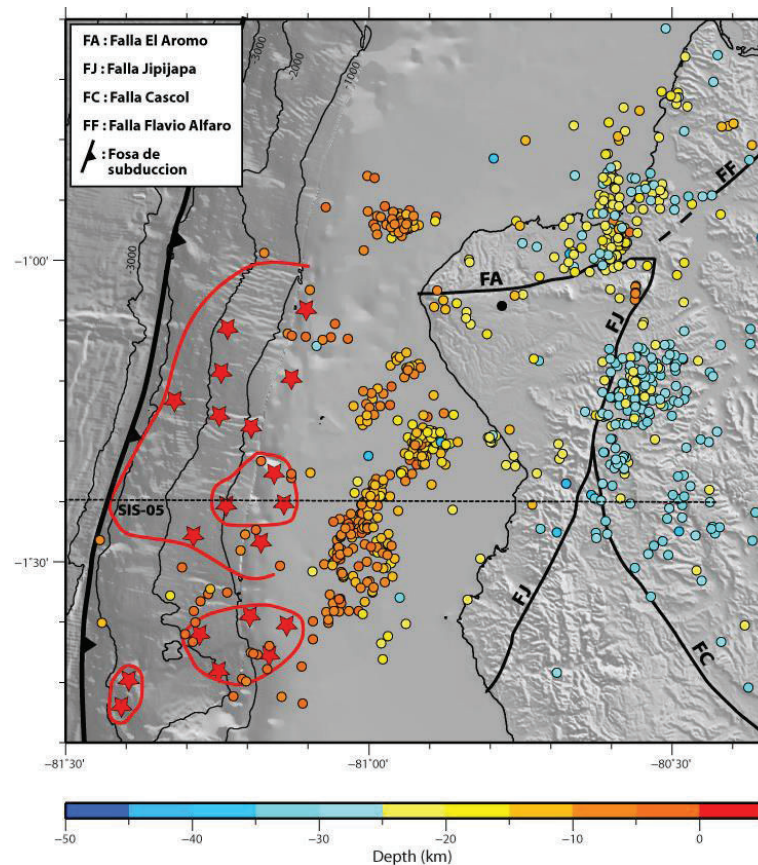 FA : Falla El Aromo
FJ : Falla Jipijapa
FC : Falla Cascol
FF : Falla Flavio Alfaro
: Fosa de
subduccion
-3000
-2000
-1000
FF
-3000
-1°00'
FA
FJ
SIS-05
-1°30'
FJ
FC
-81°30'
-81°00'
-80°30'
-50
-40
-30
-20
-10
0
Depth (km)